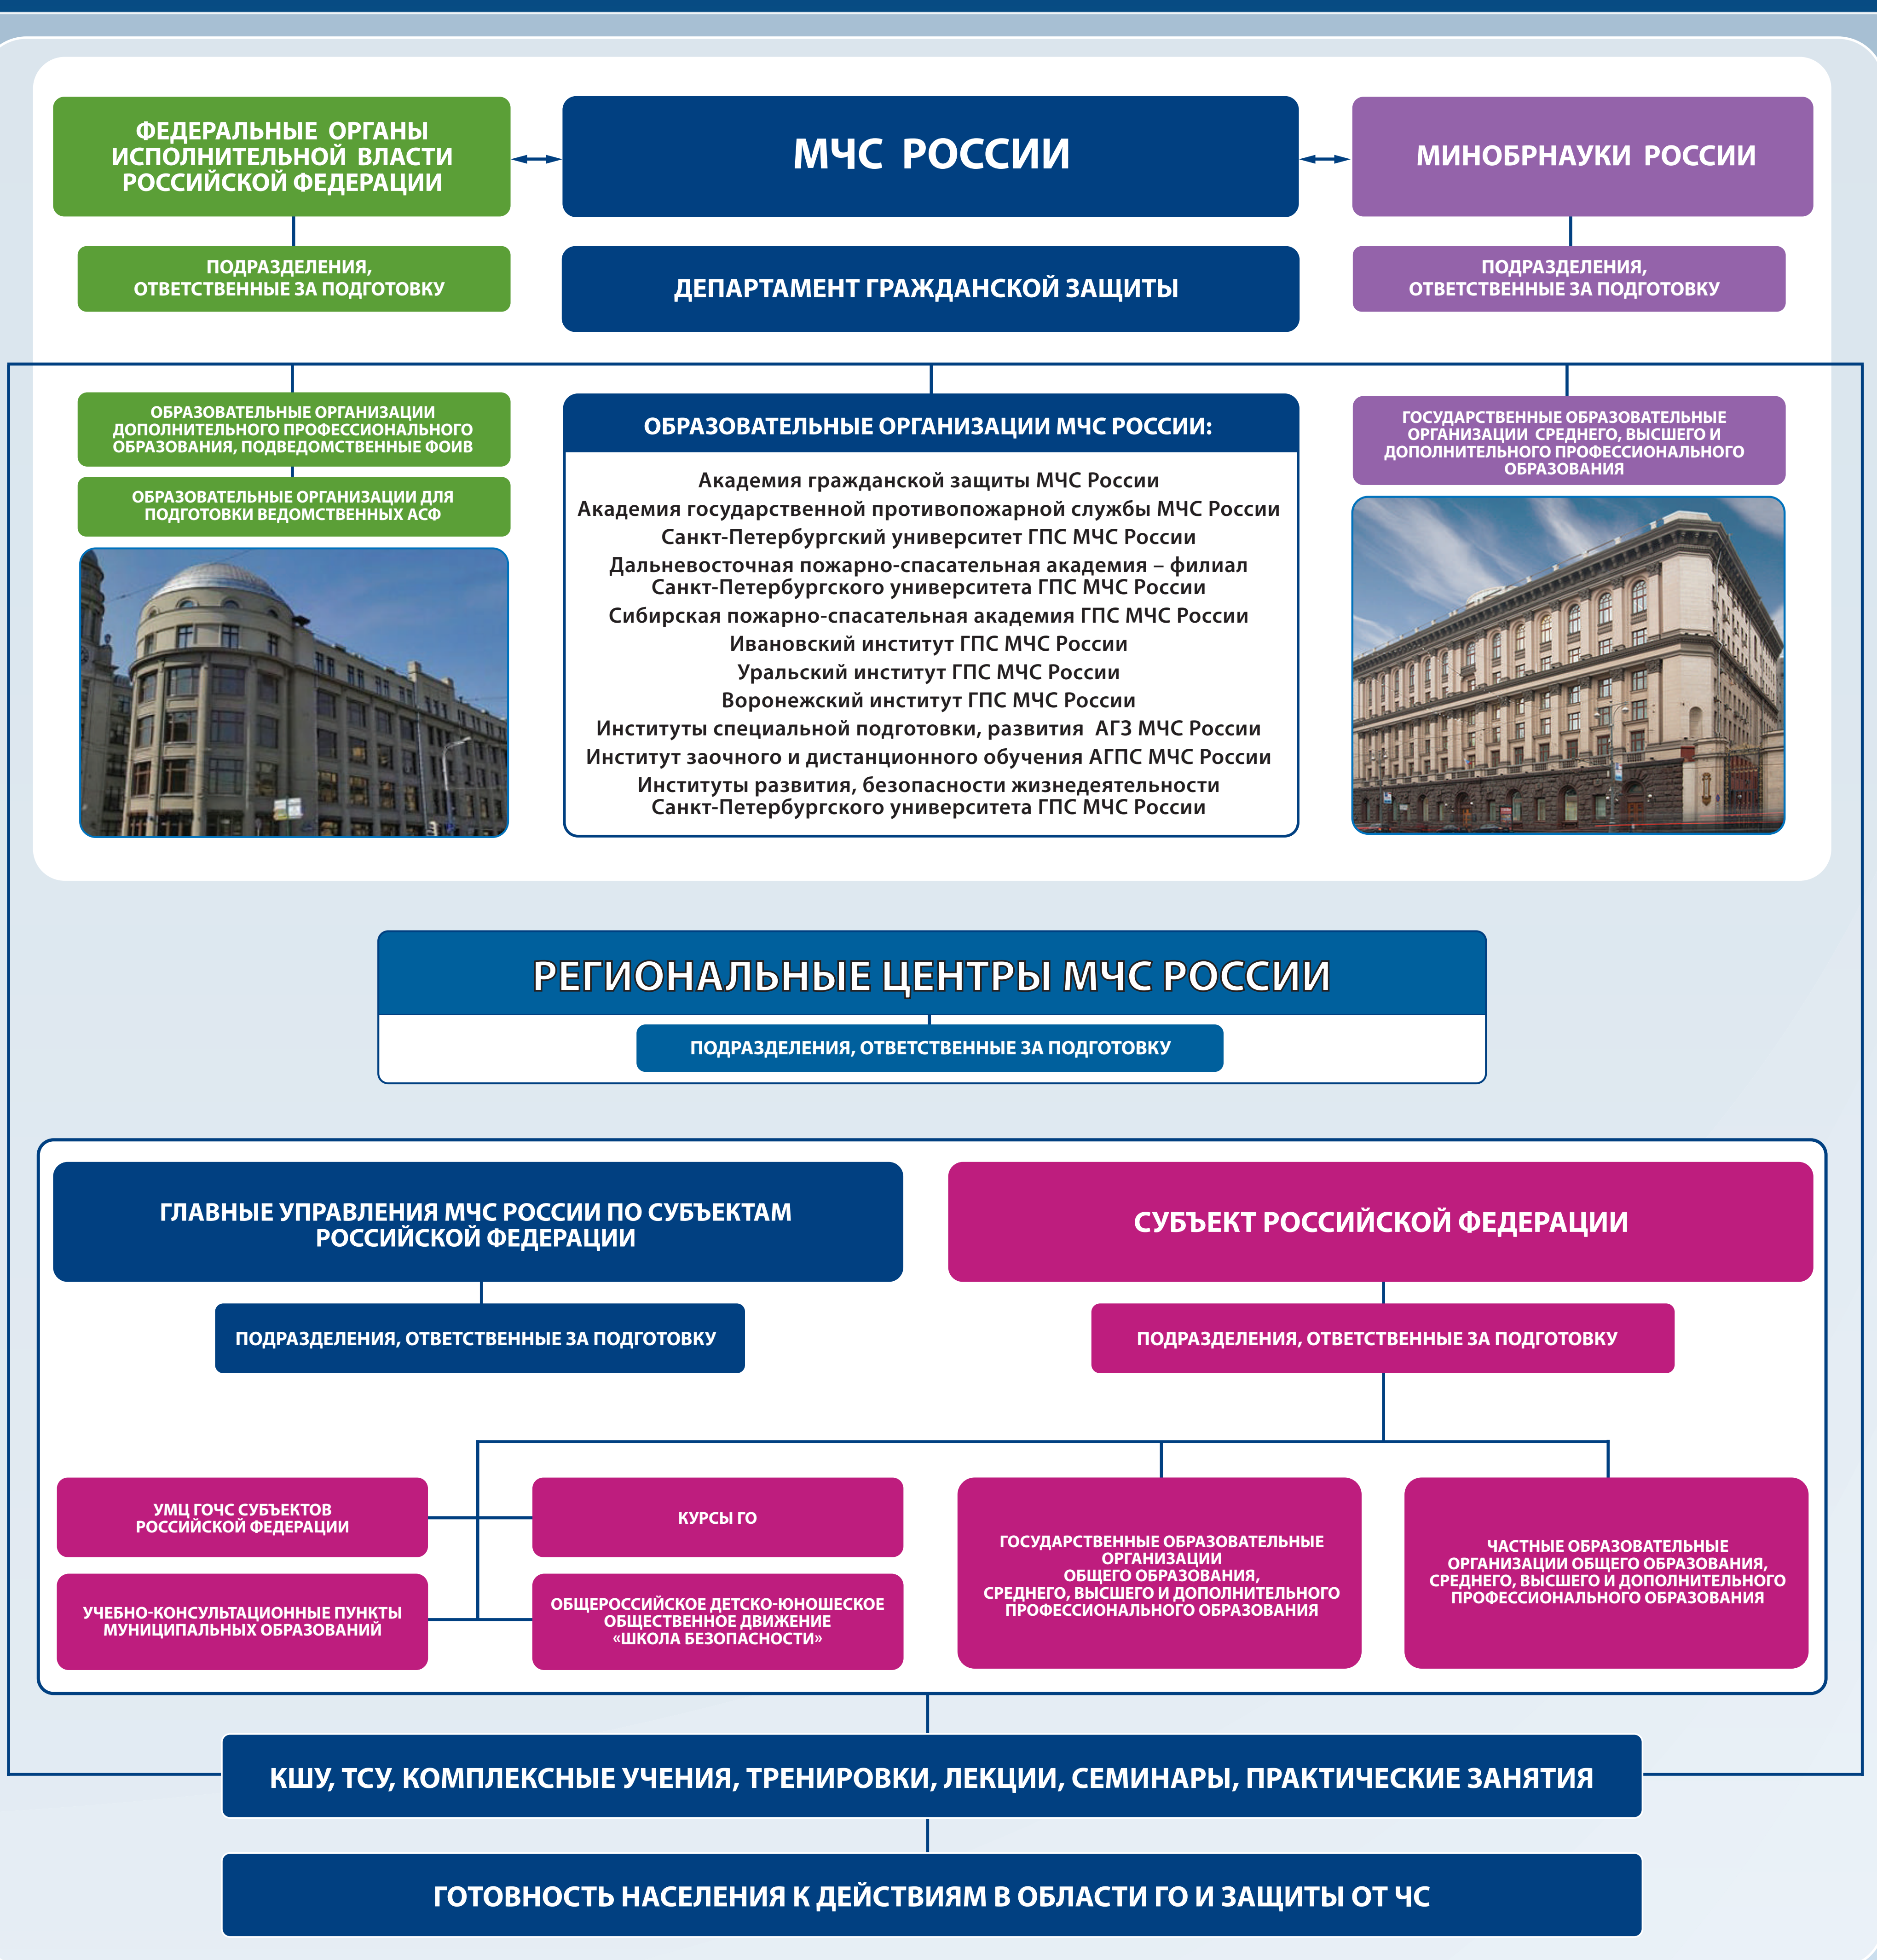 ФЕДЕРАЛЬНЫЕ ОРГАНЫ
ИСПОЛНИТЕЛЬНОЙ ВЛАСТИ
РОССИЙСКОЙ ФЕДЕРАЦИИ
МЧС РОССИИ
МИНОБРНАУКИ РОССИИ
ПОДРАЗДЕЛЕНИЯ,
ОТВЕТСТВЕННЫЕ ЗА ПОДГОТОВКУ
ДЕПАРТАМЕНТ ГРАЖДАНСКОЙ ЗАЩИТЫ
ПОДРАЗДЕЛЕНИЯ,
ОТВЕТСТВЕННЫЕ ЗА ПОДГОТОВКУ
ОБРАЗОВАТЕЛЬНЫЕ ОРГАНИЗАЦИИ
ДОПОЛНИТЕЛЬНОГО ПРОФЕССИОНАЛЬНОГО
ОБРАЗОВАНИЯ, ПОДВЕДОМСТВЕННЫЕ ФОИВ
ОБРАЗОВАТЕЛЬНЫЕ ОРГАНИЗАЦИИ ДЛЯ
ПОДГОТОВКИ ВЕДОМСТВЕННЫХ АСФ
ОБРАЗОВАТЕЛЬНЫЕ ОРГАНИЗАЦИИ МЧС РОССИИ:
Академия гражданской защиты МЧС России
Академия государственной противопожарной службы МЧС России
Санкт-Петербургский университет ГПС МЧС России
Дальневосточная пожарно-спасательная академия – филиал
Санкт-Петербургского университета ГПС МЧС России
Сибирская пожарно-спасательная академия ГПС МЧС России
Ивановский институт ГПС МЧС России
Уральский институт ГПС МЧС России
Воронежский институт ГПС МЧС России
Институты специальной подготовки, развития АГЗ МЧС России
Институт заочного и дистанционного обучения АГПС МЧС России
Институты развития, безопасности жизнедеятельности
Санкт-Петербургского университета ГПС МЧС России
ГОСУДАРСТВЕННЫЕ ОБРАЗОВАТЕЛЬНЫЕ
ОРГАНИЗАЦИИ СРЕДНЕГО, ВЫСШЕГО И
ДОПОЛНИТЕЛЬНОГО ПРОФЕССИОНАЛЬНОГО
ОБРАЗОВАНИЯ
РЕГИОНАЛЬНЫЕ ЦЕНТРЫ МЧС РОССИИ
ПОДРАЗДЕЛЕНИЯ, ОТВЕТСТВЕННЫЕ ЗА ПОДГОТОВКУ
ГЛАВНЫЕ УПРАВЛЕНИЯ МЧС РОССИИ ПО СУБЪЕКТАМ
РОССИЙСКОЙ ФЕДЕРАЦИИ
СУБЪЕКТ РОССИЙСКОЙ ФЕДЕРАЦИИ
ПОДРАЗДЕЛЕНИЯ, ОТВЕТСТВЕННЫЕ ЗА ПОДГОТОВКУ
ПОДРАЗДЕЛЕНИЯ, ОТВЕТСТВЕННЫЕ ЗА ПОДГОТОВКУ
УМЦ ГОЧС СУБЪЕКТОВ
РОССИЙСКОЙ ФЕДЕРАЦИИ
КУРСЫ ГО
УЧЕБНО-КОНСУЛЬТАЦИОННЫЕ ПУНКТЫ
МУНИЦИПАЛЬНЫХ ОБРАЗОВАНИЙ
ОБЩЕРОССИЙСКОЕ ДЕТСКО-ЮНОШЕСКОЕ
ОБЩЕСТВЕННОЕ ДВИЖЕНИЕ
«ШКОЛА БЕЗОПАСНОСТИ»
ГОСУДАРСТВЕННЫЕ ОБРАЗОВАТЕЛЬНЫЕ
ОРГАНИЗАЦИИ
ОБЩЕГО ОБРАЗОВАНИЯ,
СРЕДНЕГО, ВЫСШЕГО И ДОПОЛНИТЕЛЬНОГО
ПРОФЕССИОНАЛЬНОГО ОБРАЗОВАНИЯ
ЧАСТНЫЕ ОБРАЗОВАТЕЛЬНЫЕ
ОРГАНИЗАЦИИ ОБЩЕГО ОБРАЗОВАНИЯ,
СРЕДНЕГО, ВЫСШЕГО И ДОПОЛНИТЕЛЬНОГО
ПРОФЕССИОНАЛЬНОГО ОБРАЗОВАНИЯ
КШУ, ТСУ, КОМПЛЕКСНЫЕ УЧЕНИЯ, ТРЕНИРОВКИ, ЛЕКЦИИ, СЕМИНАРЫ, ПРАКТИЧЕСКИЕ ЗАНЯТИЯ
ГОТОВНОСТЬ НАСЕЛЕНИЯ К ДЕЙСТВИЯМ В ОБЛАСТИ ГО И ЗАЩИТЫ ОТ ЧС